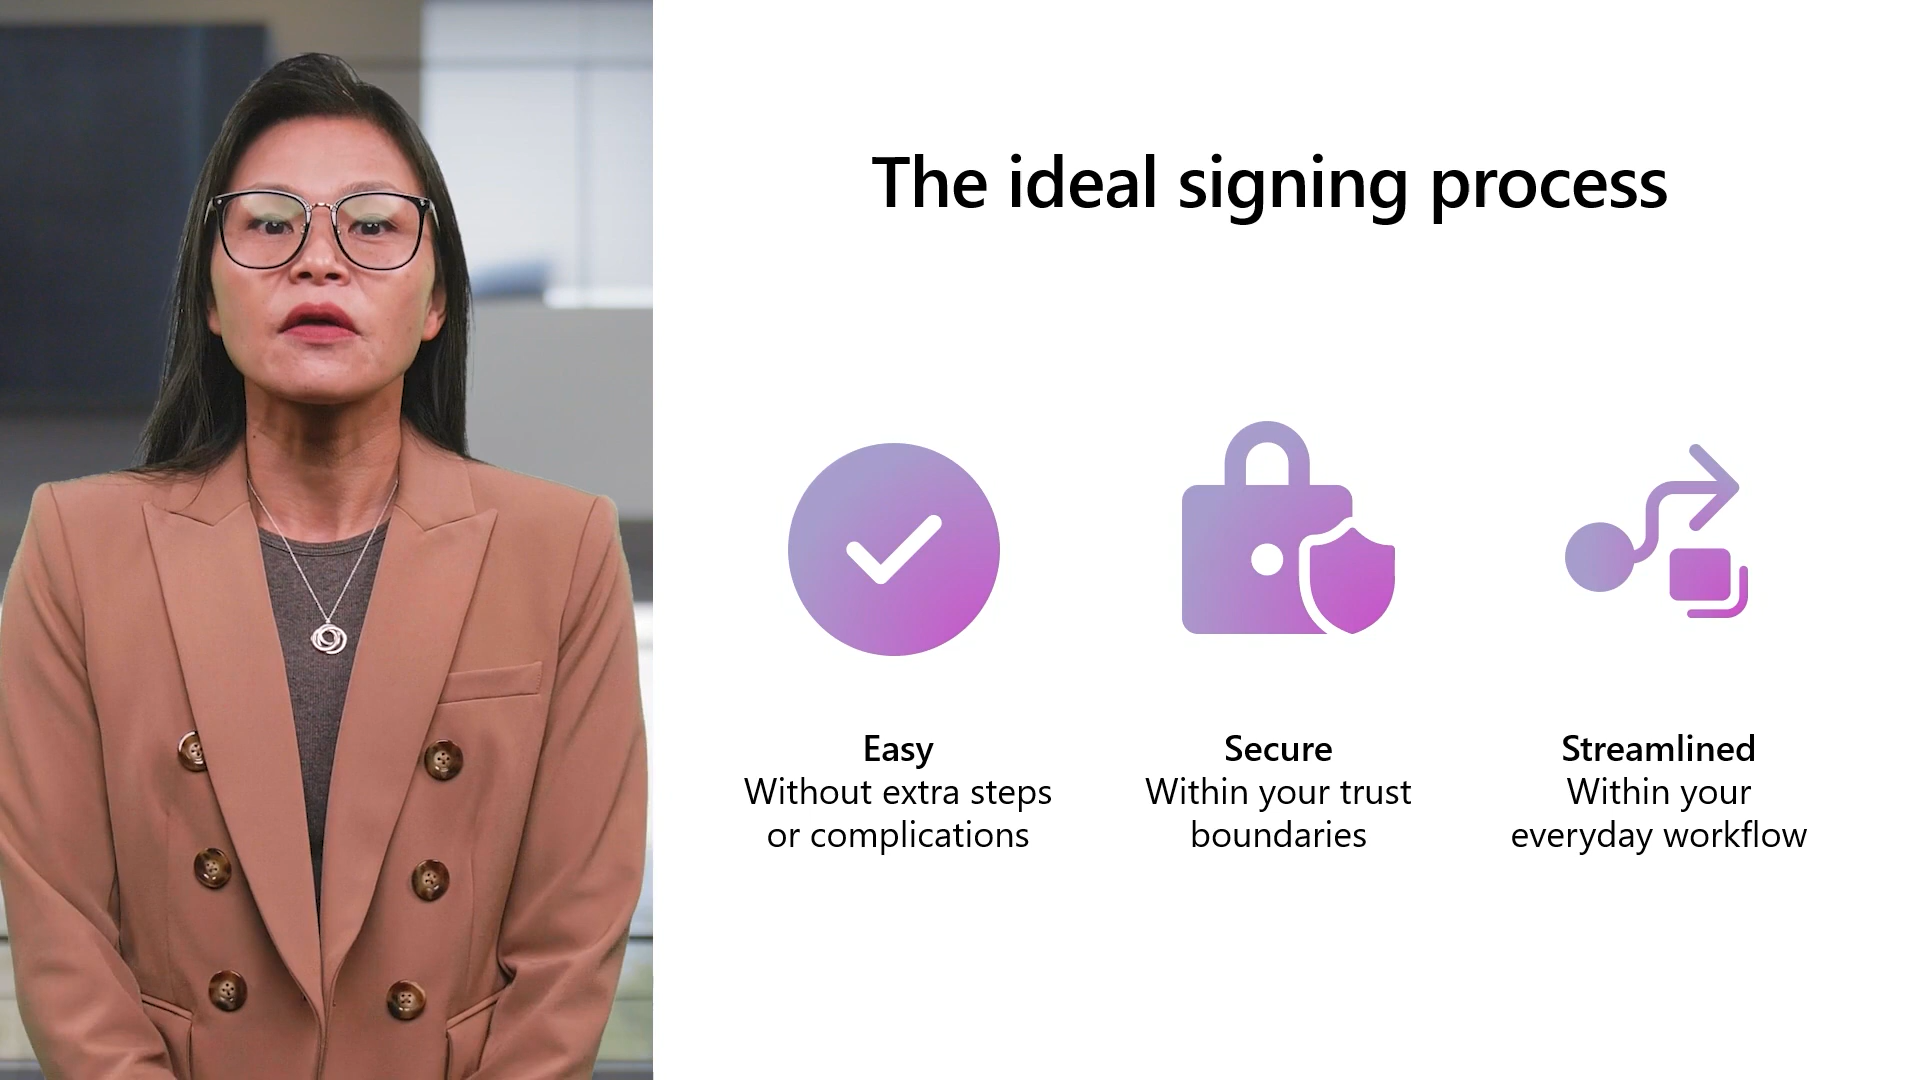 The ideal signing process
Easy
Without extra steps
or complications
Secure
Within your trust
boundaries
Streamlined
Within your
everyday workflow